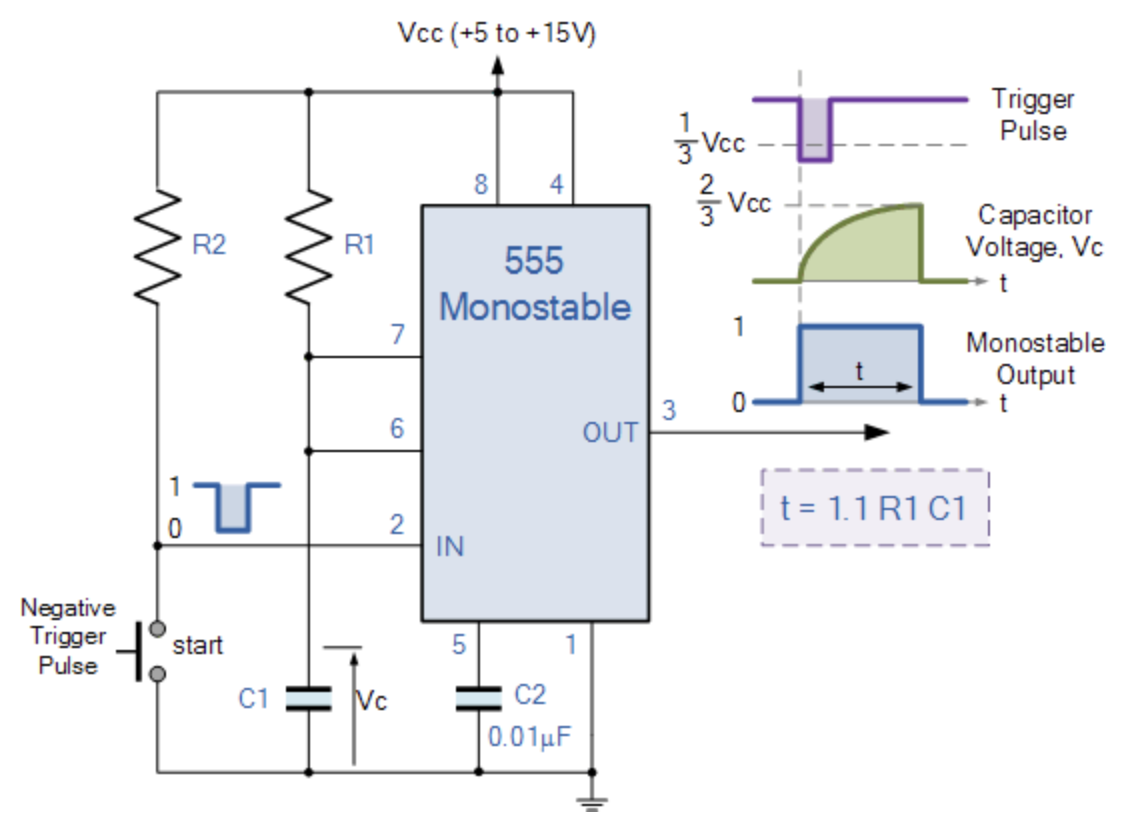 Vcc (+5 to +15V)
Trigger
Pulse
1
3
Vcc
8
4
2
3
Vcc
Capacitor
Voltage, Vc
t
R2
R1
555
Monostable
7
1
Monostable
Output
t
0
t
6
OUT
3
1
0
2
IN
t = 1.1 R1 C1
Negative
Trigger
Pulse
start
5
1
C1
Vc
C2
0.01μF